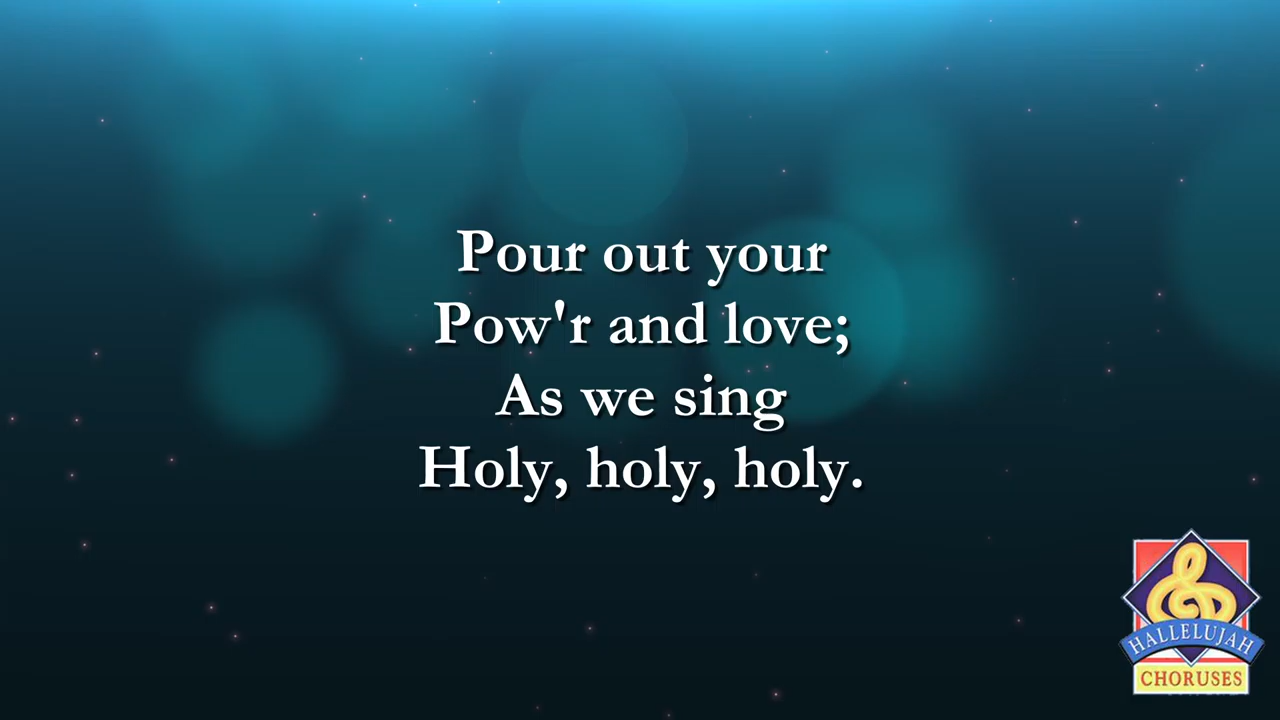 Pour out your
Pow'r and love;
As we sing
Holy, holy, holy.
HALLELUJAH
CHORUSES